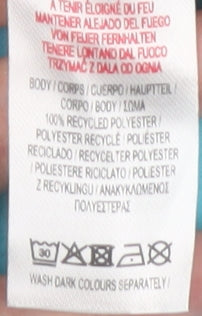 A TENIR ÉLOIGNÉ DU FEU
MANTENER ALEJADO DEL FUEGO
VON FEUER FERNHALTEN
TENERE LONTANO DAL FUOCO
TRZYMAĆ Z DALA OD OGNIA
BODY / CORPS / CUERPO / HAUPTTEIL /
CORPO / BODY / ΣΩΜΑ
100% RECYCLED POLYESTER /
POLYESTER RECYCLÉ / POLIÉSTER
RECICLADO / RECYCELTER POLYESTER
/ POLIESTERE RICICLATO / POLIESTER
Z RECYKLINGU / ΑΝΑΚΥΚΛΩΜΕΝΟΣ
ΠΟΛΥΕΣΤΕΡΑΣ
30
WASH DARK COLOURS SEPARATELY /